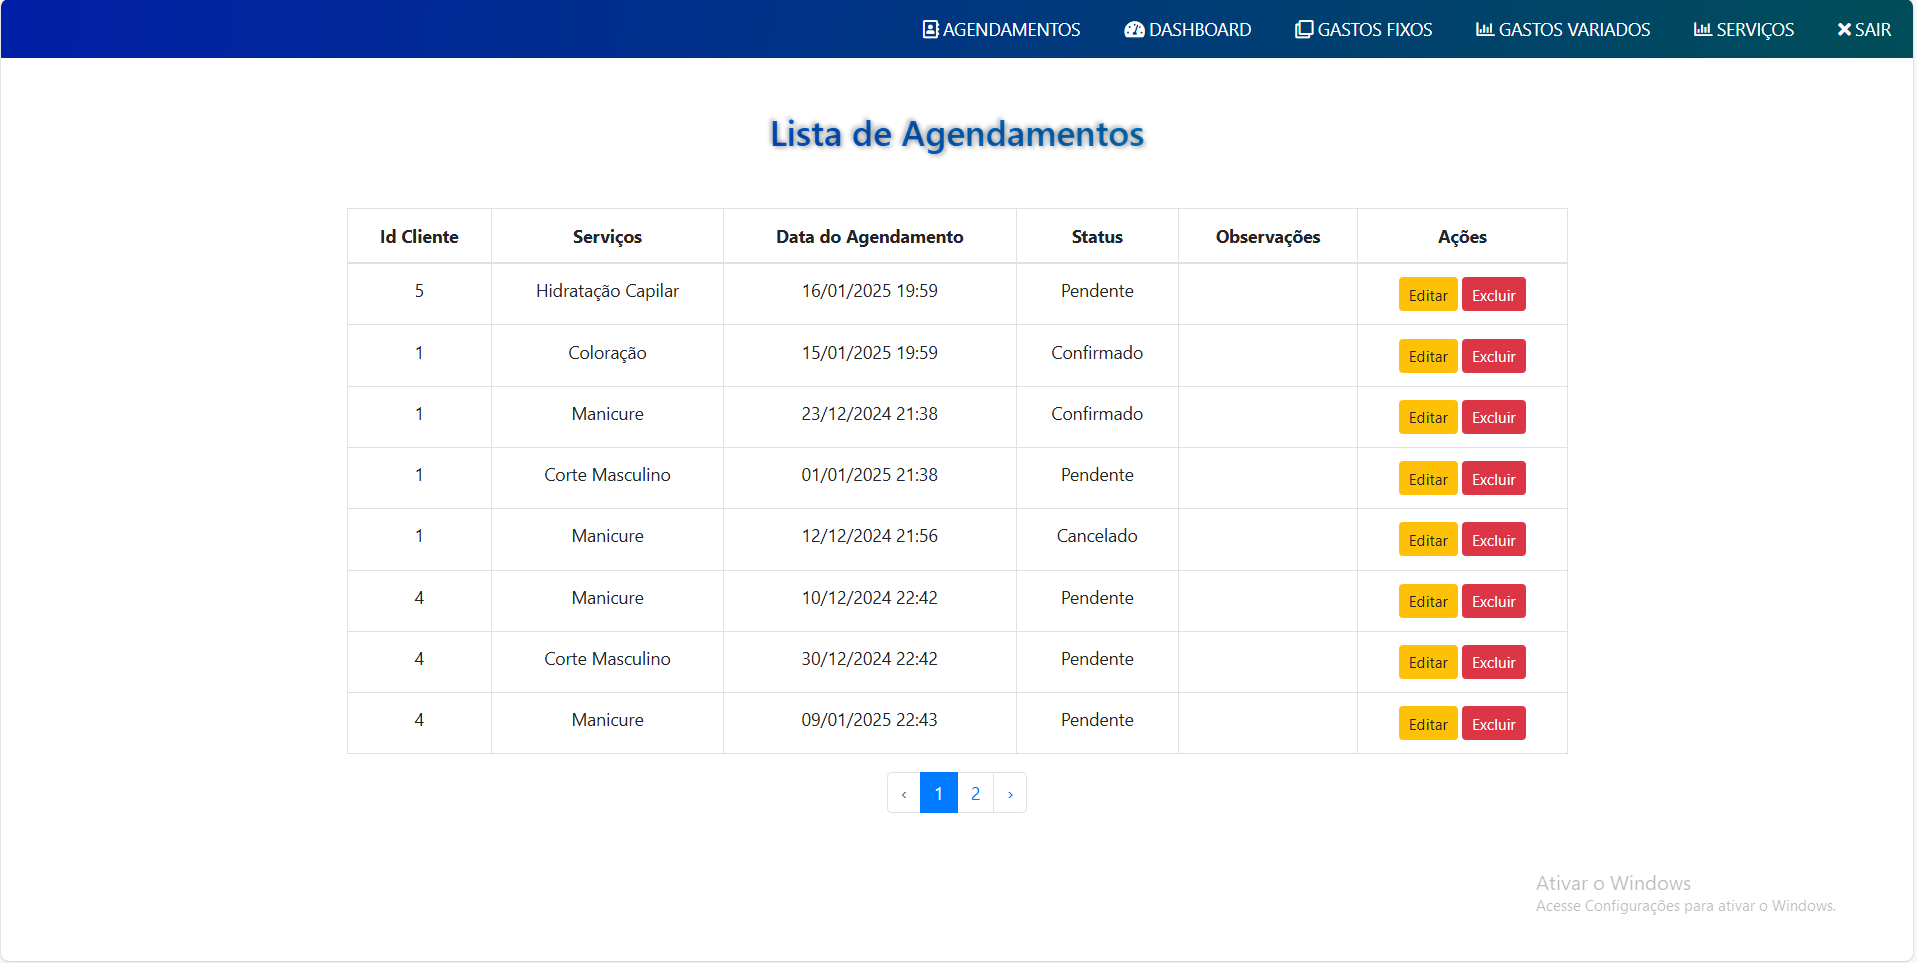 AGENDAMENTOS DASHBOARD GASTOS FIXOS GASTOS VARIADOS SERVIÇOS SAIR
Lista de Agendamentos
Id Cliente Serviços Data do Agendamento Status Observações Ações
5 Hidratação Capilar 16/01/2025 19:59 Pendente Editar Excluir
1 Coloração 15/01/2025 19:59 Confirmado Editar Excluir
1 Manicure 23/12/2024 21:38 Confirmado Editar Excluir
1 Corte Masculino 01/01/2025 21:38 Pendente Editar Excluir
1 Manicure 12/12/2024 21:56 Cancelado Editar Excluir
4 Manicure 10/12/2024 22:42 Pendente Editar Excluir
4 Corte Masculino 30/12/2024 22:42 Pendente Editar Excluir
4 Manicure 09/01/2025 22:43 Pendente Editar Excluir
‹ 1 2 ›
Ativar o Windows
Acesse Configurações para ativar o Windows.